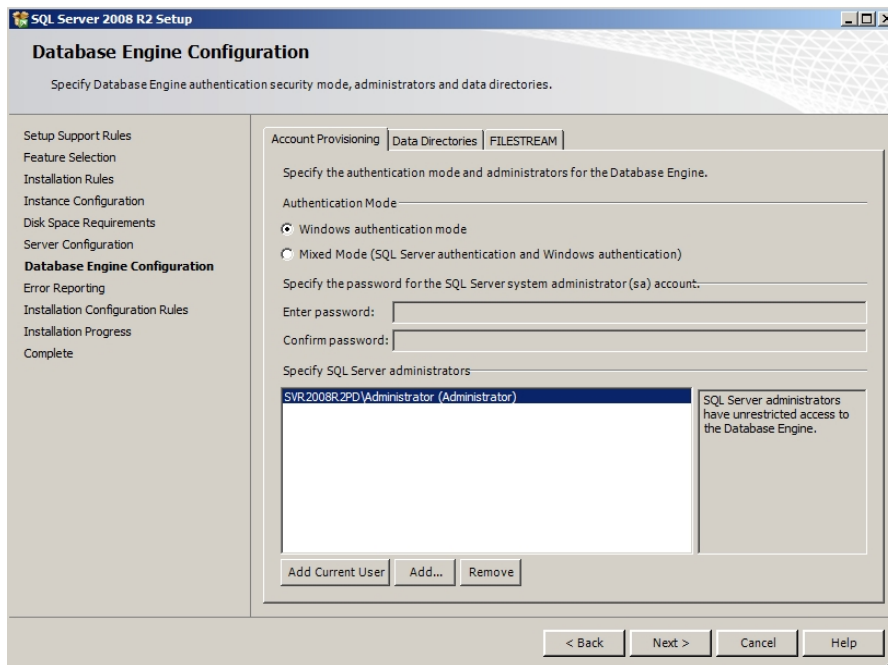 SQL Server 2008 R2 Setup
Database Engine Configuration
Specify Database Engine authentication security mode, administrators and data directories.
Setup Support Rules
Feature Selection
Installation Rules
Instance Configuration
Disk Space Requirements
Server Configuration
Database Engine Configuration
Error Reporting
Installation Configuration Rules
Installation Progress
Complete
Account Provisioning Data Directories FILESTREAM
Specify the authentication mode and administrators for the Database Engine.
Authentication Mode
Windows authentication mode
Mixed Mode (SQL Server authentication and Windows authentication)
Specify the password for the SQL Server system administrator (sa) account.
Enter password:
Confirm password:
Specify SQL Server administrators
SVR2008R2PD\Administrator (Administrator)
SQL Server administrators
have unrestricted access to
the Database Engine.
Add Current User Add... Remove
< Back Next > Cancel Help